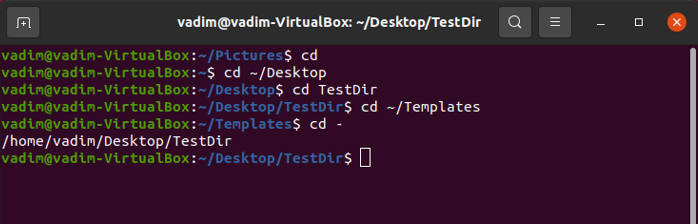 vadim@vadim-VirtualBox: ~/Desktop/TestDir
vadim@vadim-VirtualBox:~/Pictures$ cd
vadim@vadim-VirtualBox:~$ cd ~/Desktop
vadim@vadim-VirtualBox:~/Desktop$ cd TestDir
vadim@vadim-VirtualBox:~/Desktop/TestDir$ cd ~/Templates
vadim@vadim-VirtualBox:~/Templates$ cd -
/home/vadim/Desktop/TestDir
vadim@vadim-VirtualBox:~/Desktop/TestDir$